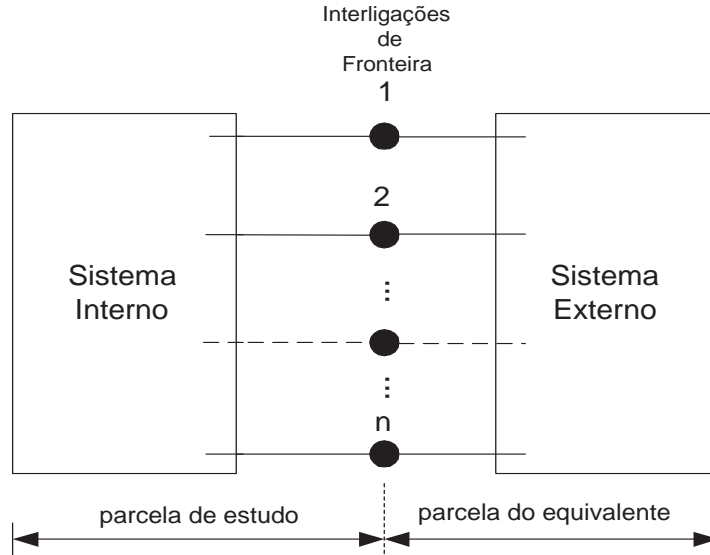 Interligações
de
Fronteira
1
2
Sistema
Interno
Sistema
Externo
...
...
n
parcela de estudo
parcela do equivalente